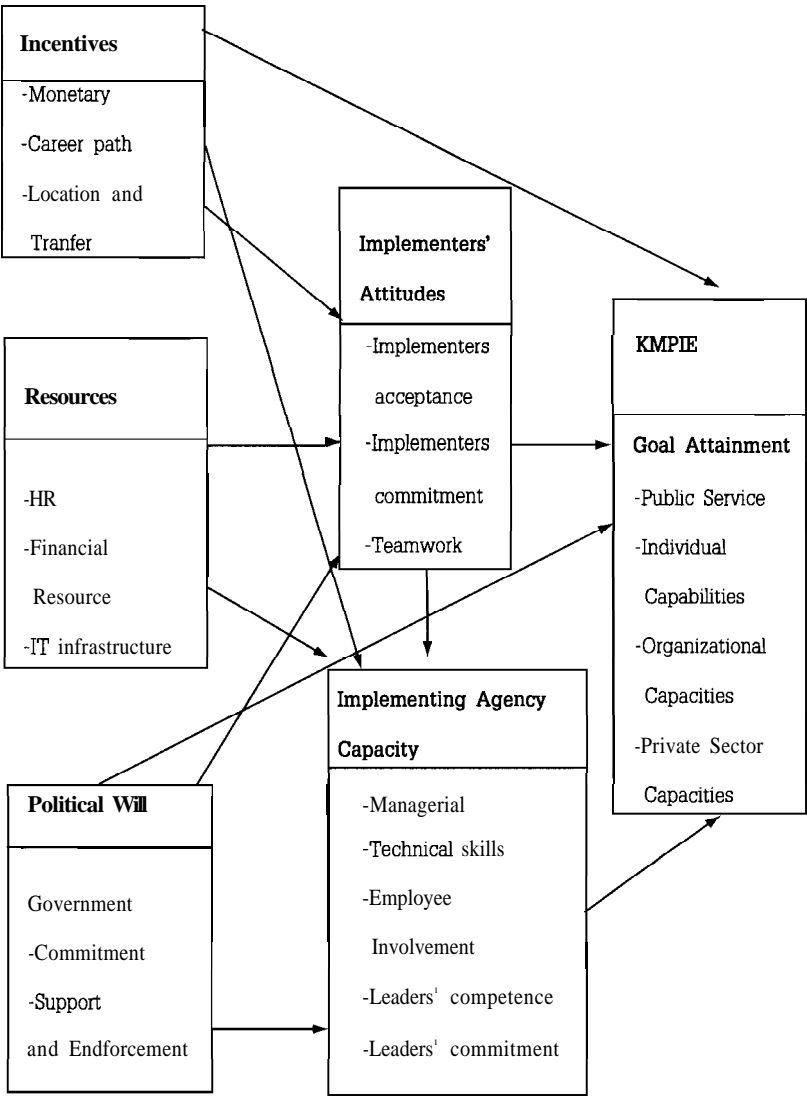 Incentives
-Monetary
-Career path
-Location and
Tranfer
Resources
-HR
-Financial
Resource
-IT infrastructure
Political Will
Government
-Commitment
-Support
and Endforcement
Implementers'
Attitudes
-Implementers
acceptance
-Implementers
commitment
-Teamwork
Implementing Agency
Capacity
-Managerial
-Technical skills
-Employee
Involvement
-Leaders' competence
-Leaders' commitment
KMPIE
Goal Attainment
-Public Service
-Individual
Capabilities
-Organizational
Capacities
-Private Sector
Capacities